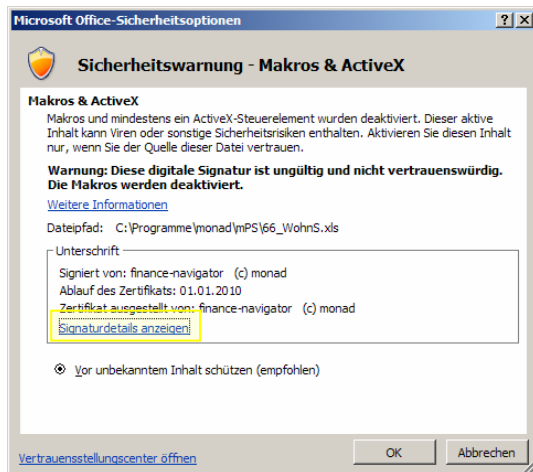 Microsoft Office-Sicherheitsoptionen
Sicherheitswarnung - Makros & ActiveX
Makros & ActiveX
Makros und mindestens ein ActiveX-Steuerelement wurden deaktiviert. Dieser aktive
Inhalt kann Viren oder sonstige Sicherheitsrisiken enthalten. Aktivieren Sie diesen Inhalt
nur, wenn Sie der Quelle dieser Datei vertrauen.
Warnung: Diese digitale Signatur ist ungültig und nicht vertrauenswürdig.
Die Makros werden deaktiviert.
Weitere Informationen
Dateipfad: C:\Programme\monad\mPS\66_WohnS.xls
Unterschrift
Signiert von: finance-navigator (c) monad
Ablauf des Zertifikats: 01.01.2010
Zertifikat ausgestellt von: finance-navigator (c) monad
Signaturdetails anzeigen
Vor unbekanntem Inhalt schützen (empfohlen)
Vertrauensstellungscenter öffnen
OK
Abbrechen